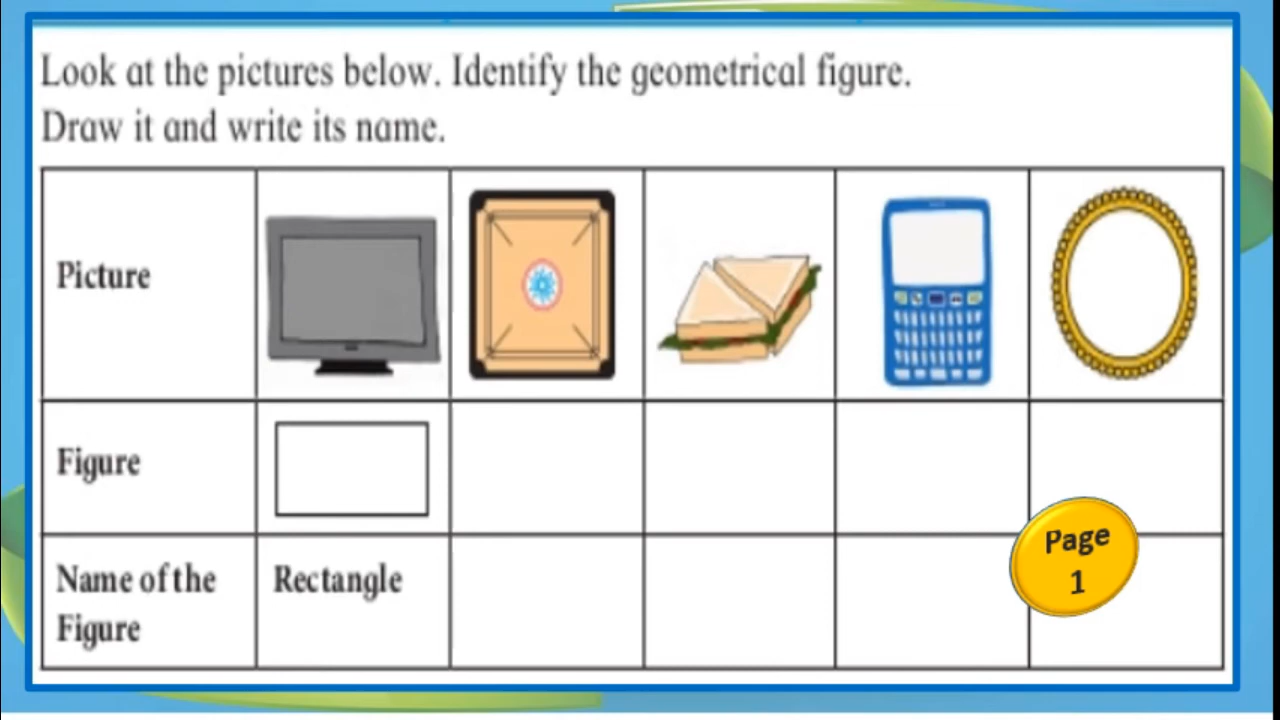 Look at the pictures below. Identify the geometrical figure.
Draw it and write its name.
Picture
Figure
Name of the
Figure
Rectangle
Page
1